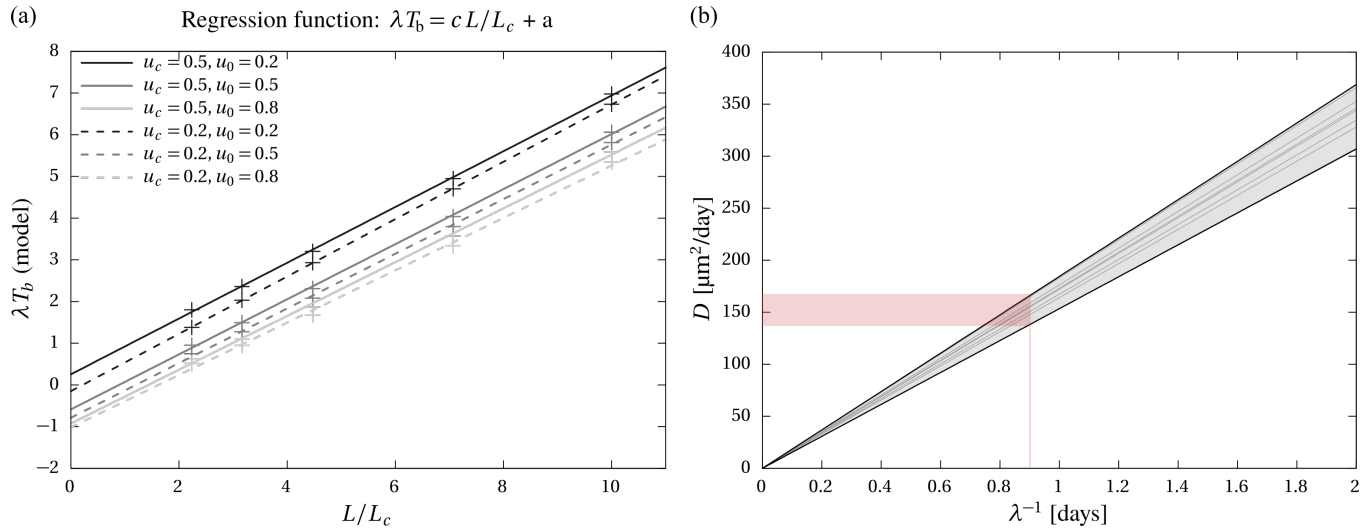 (a)
Regression function: λT_b = c L/L_c + a
8
7
6
5
4
3
2
1
0
−1
−2
λT_b (model)
u_c = 0.5, u_0 = 0.2
u_c = 0.5, u_0 = 0.5
u_c = 0.5, u_0 = 0.8
u_c = 0.2, u_0 = 0.2
u_c = 0.2, u_0 = 0.5
u_c = 0.2, u_0 = 0.8
0 2 4 6 8 10
L/L_c
(b)
400
350
300
250
200
150
100
50
0
D [µm²/day]
0 0.2 0.4 0.6 0.8 1 1.2 1.4 1.6 1.8 2
λ⁻¹ [days]